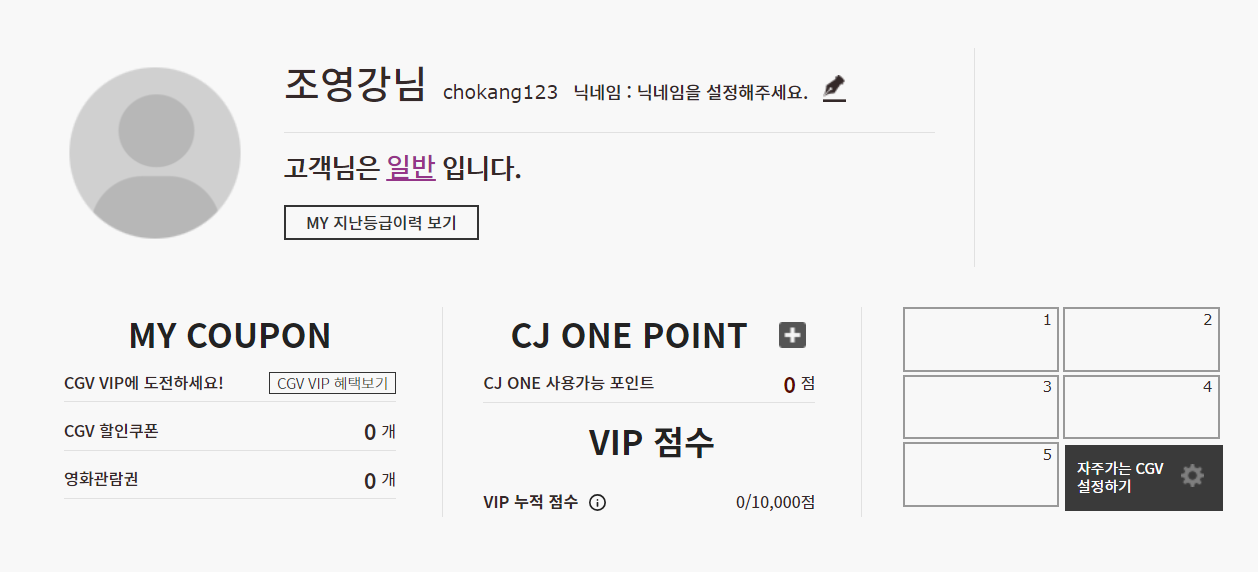 조영강님 chokang123 닉네임 : 닉네임을 설정해주세요.
고객님은 일반 입니다.
MY 지난등급이력 보기
MY COUPON
CGV VIP에 도전하세요! CGV VIP 혜택보기
CGV 할인쿠폰 0 개
영화관람권 0 개
CJ ONE POINT
CJ ONE 사용가능 포인트 0 점
VIP 점수
VIP 누적 점수 0/10,000점
1 2
3 4
5
자주가는 CGV
설정하기